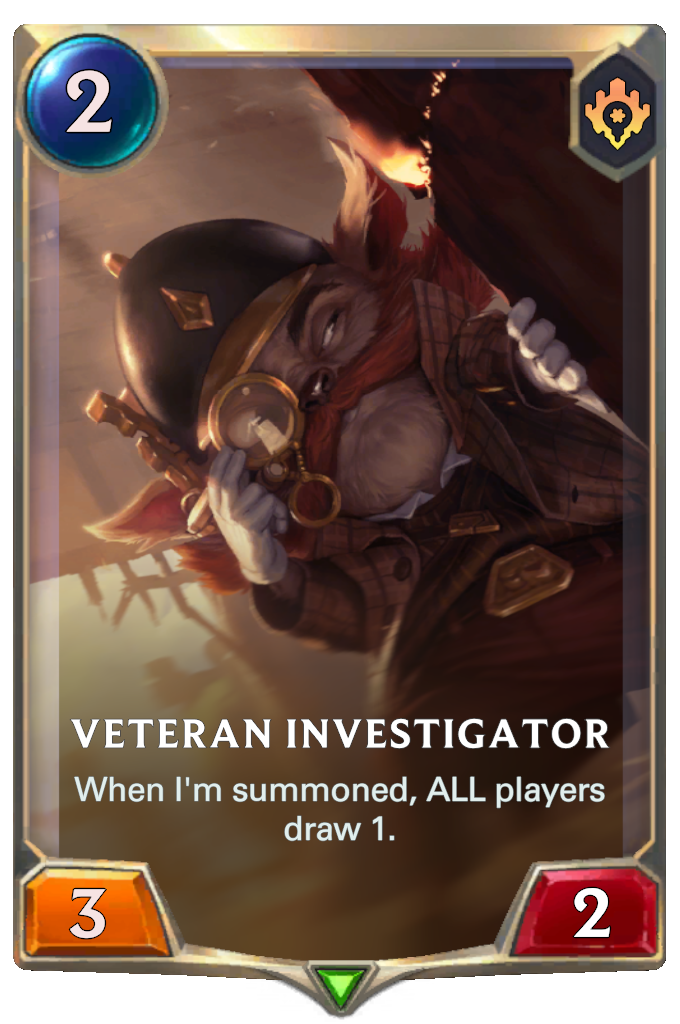 2
VETERAN INVESTIGATOR
When I'm summoned, ALL players
draw 1.
3
2